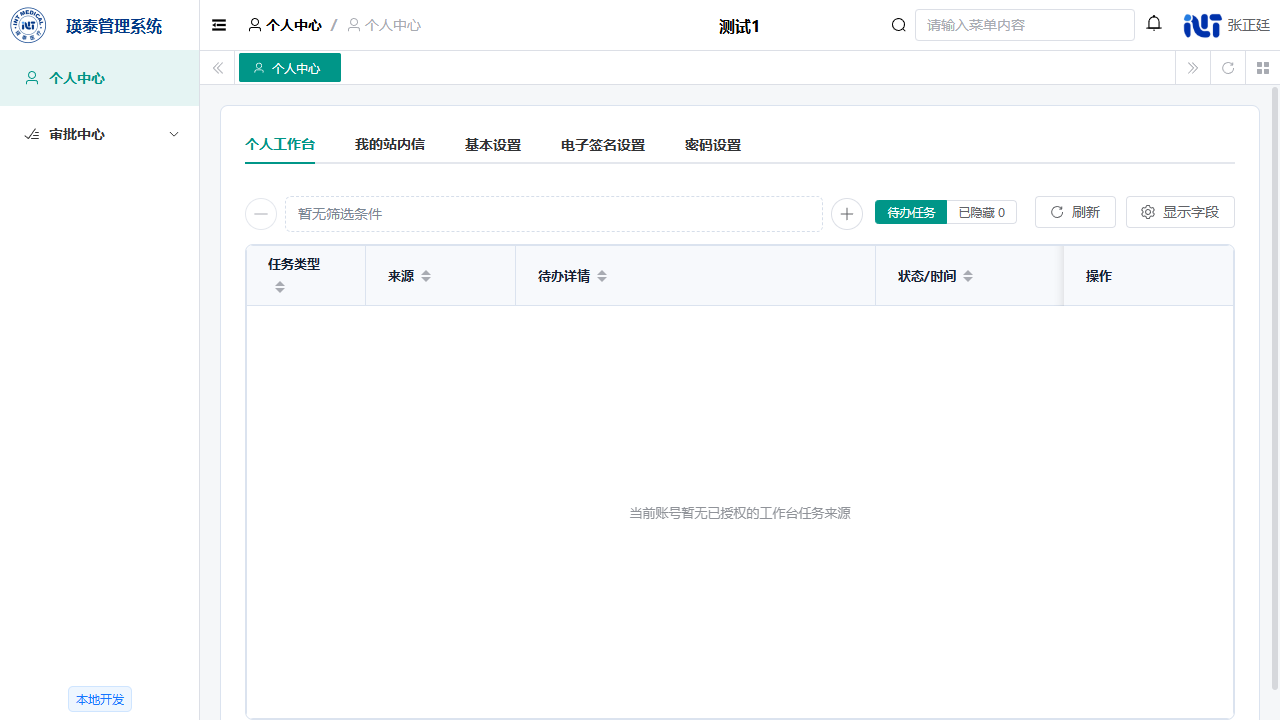 瑛泰管理系统
个人中心 / 个人中心
测试1
请输入菜单内容
张正廷
个人中心
审批中心
个人中心
个人工作台 我的站内信 基本设置 电子签名设置 密码设置
暂无筛选条件
待办任务 已隐藏 0 刷新 显示字段
任务类型 来源 待办详情 状态/时间 操作
当前账号暂无已授权的工作台任务来源
本地开发